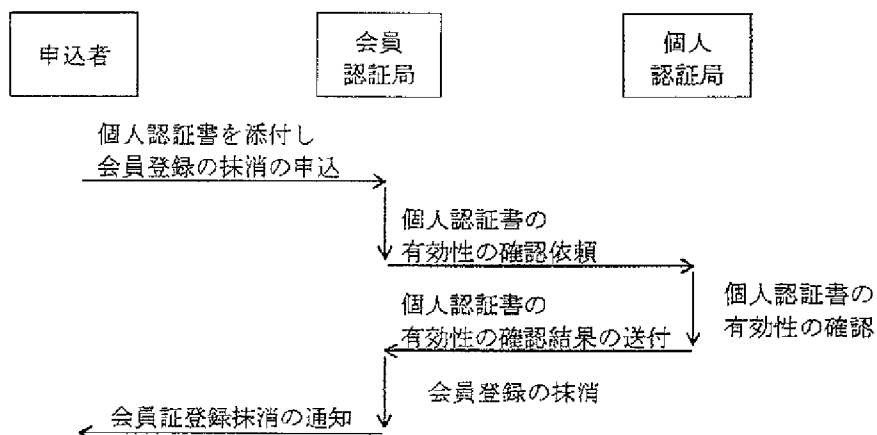 申込者
会員
認証局
個人
認証局
個人認証書を添付し
会員登録の抹消の申込
個人認証書の
有効性の確認依頼
個人認証書の
有効性の確認
個人認証書の
有効性の確認結果の送付
会員登録の抹消
会員証登録抹消の通知